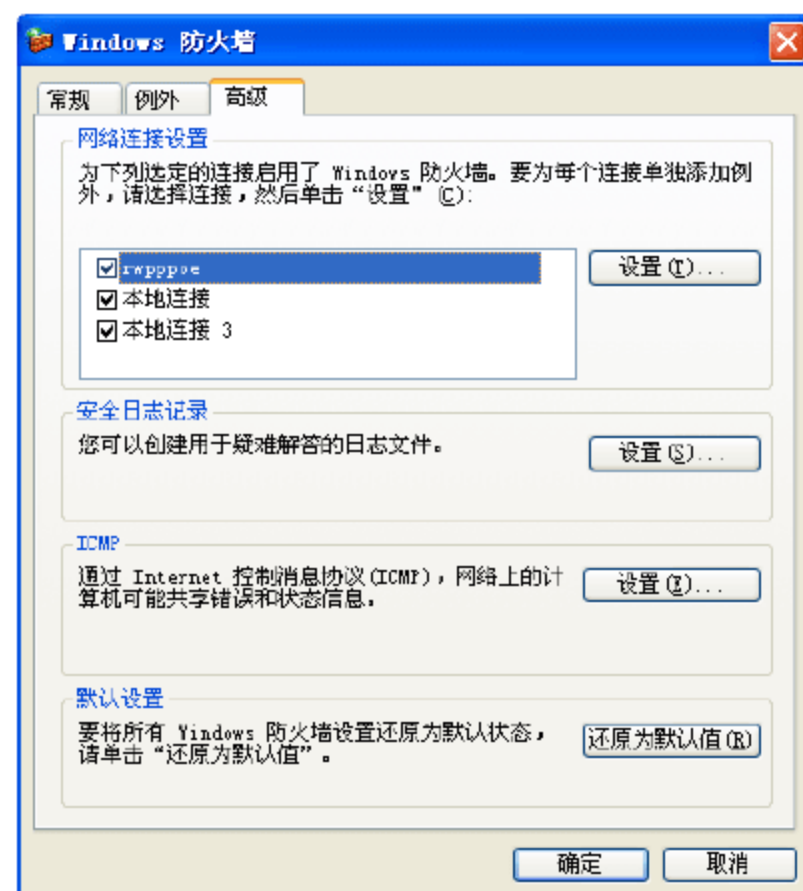 Windows 防火墙
常规 例外 高级
网络连接设置
为下列选定的连接启用了 Windows 防火墙。要为每个连接单独添加例
外，请选择连接，然后单击“设置” (C):
rwpppoe
设置(T)...
本地连接
本地连接 3
安全日志记录
您可以创建用于疑难解答的日志文件。
设置(S)...
ICMP
通过 Internet 控制消息协议(ICMP)，网络上的计
算机可能共享错误和状态信息。
设置(E)...
默认设置
要将所有 Windows 防火墙设置还原为默认状态，
请单击“还原为默认值”。
还原为默认值(R)
确定 取消